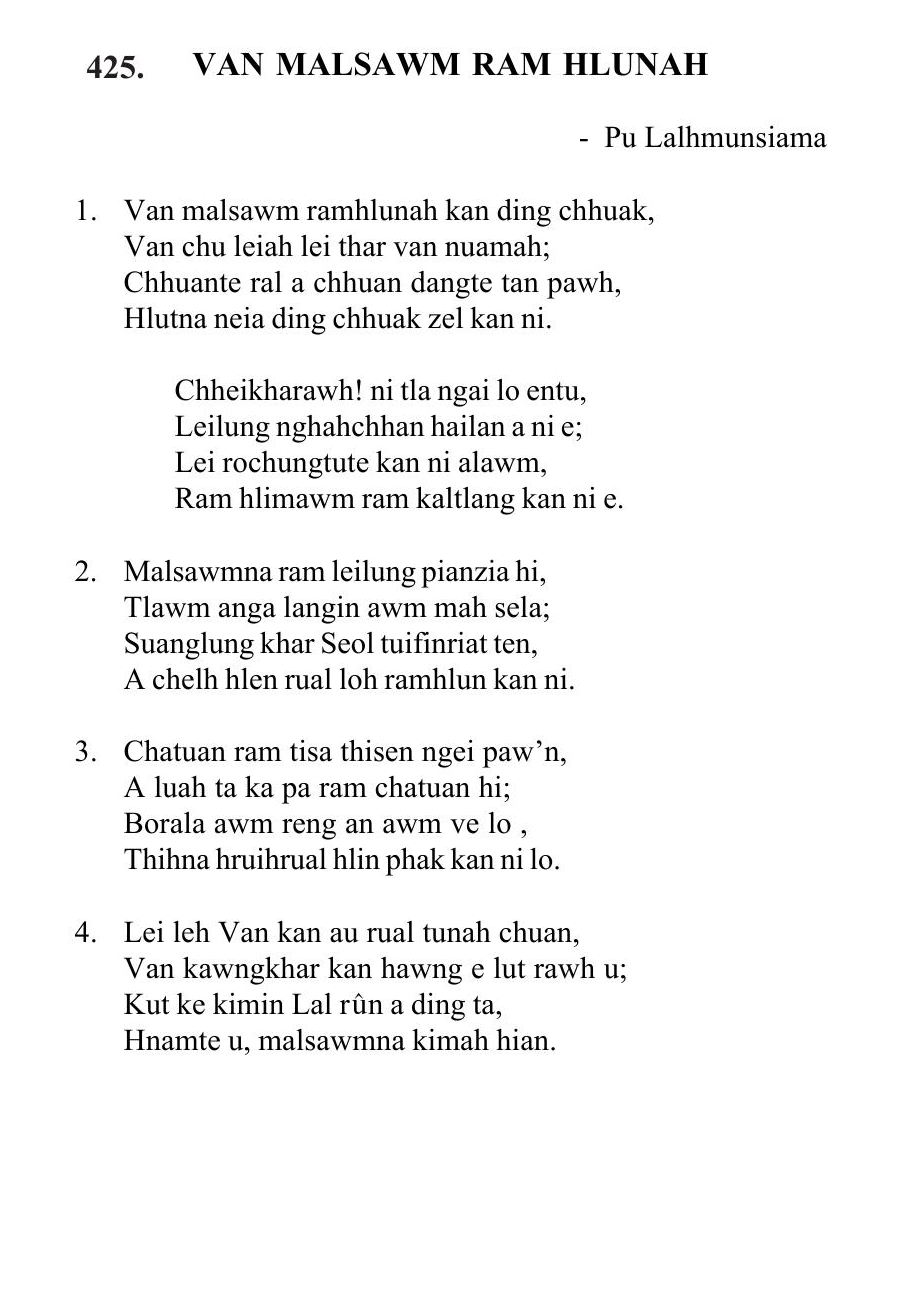 425. VAN MALSAWM RAM HLUNAH
- Pu Lalhmunsiama
1. Van malsawm ramhlunah kan ding chhuak,
Van chu leiah lei thar van nuamah;
Chhuante ral a chhuan dangte tan pawh,
Hlutna neia ding chhuak zel kan ni.
Chheikharawh! ni tla ngai lo entu,
Leilung nghahchhan hailan a ni e;
Lei rochungtute kan ni alawm,
Ram hlimawm ram kaltlang kan ni e.
2. Malsawmna ram leilung pianzia hi,
Tlawm anga langin awm mah sela;
Suanglung khar Seol tuifinriat ten,
A chelh hlen rual loh ramhlun kan ni.
3. Chatuan ram tisa thisen ngei paw’n,
A luah ta ka pa ram chatuan hi;
Borala awm reng an awm ve lo ,
Thihna hruihrual hlin phak kan ni lo.
4. Lei leh Van kan au rual tunah chuan,
Van kawngkhar kan hawng e lut rawh u;
Kut ke kimin Lal rûn a ding ta,
Hnamte u, malsawmna kimah hian.